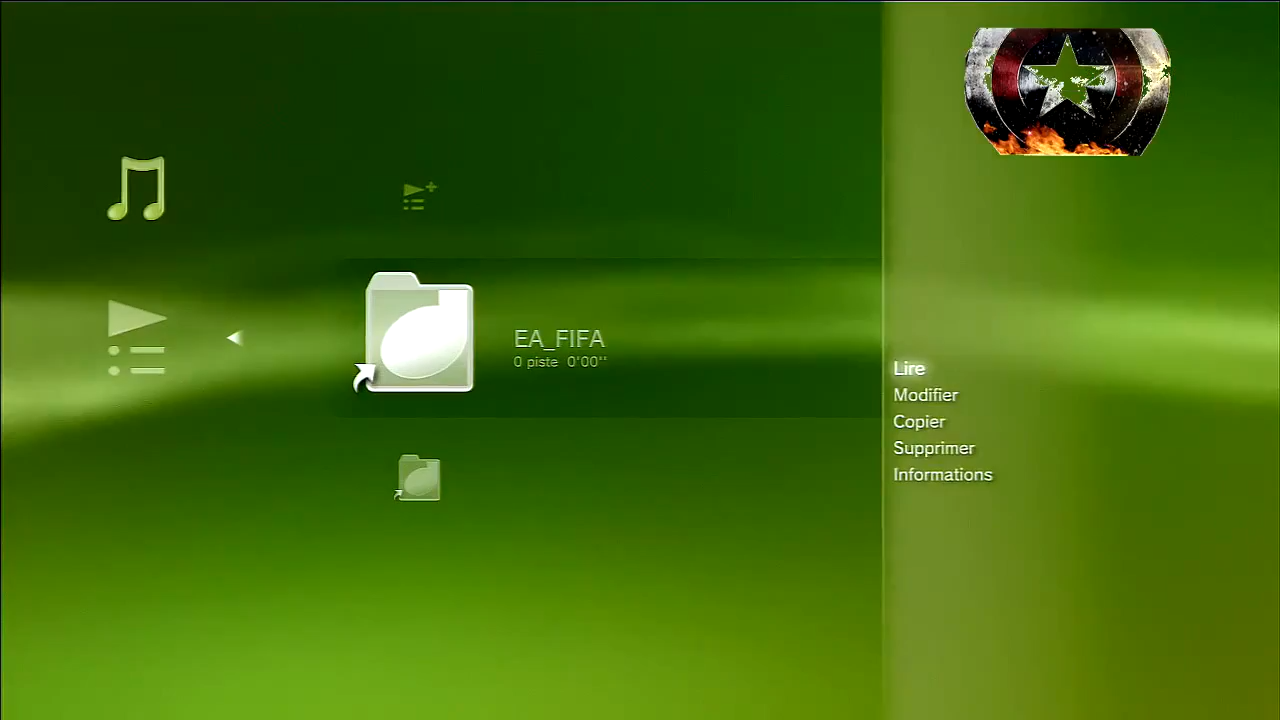 EA_FIFA
0 piste 0'00''
Lire
Modifier
Copier
Supprimer
Informations